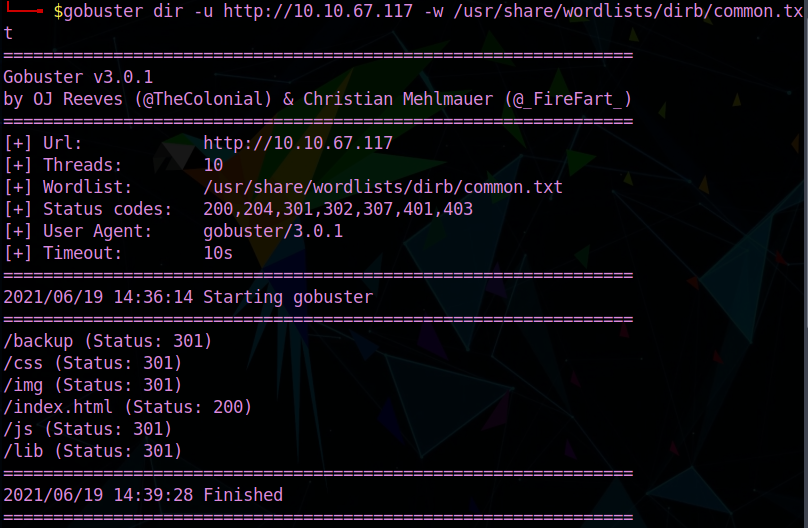 $gobuster dir -u http://10.10.67.117 -w /usr/share/wordlists/dirb/common.tx
t
===============================================================
Gobuster v3.0.1
by OJ Reeves (@TheColonial) & Christian Mehlmauer (@_FireFart_)
===============================================================
[+] Url:            http://10.10.67.117
[+] Threads:        10
[+] Wordlist:       /usr/share/wordlists/dirb/common.txt
[+] Status codes:   200,204,301,302,307,401,403
[+] User Agent:     gobuster/3.0.1
[+] Timeout:        10s
===============================================================
2021/06/19 14:36:14 Starting gobuster
===============================================================
/backup (Status: 301)
/css (Status: 301)
/img (Status: 301)
/index.html (Status: 200)
/js (Status: 301)
/lib (Status: 301)
===============================================================
2021/06/19 14:39:28 Finished
===============================================================